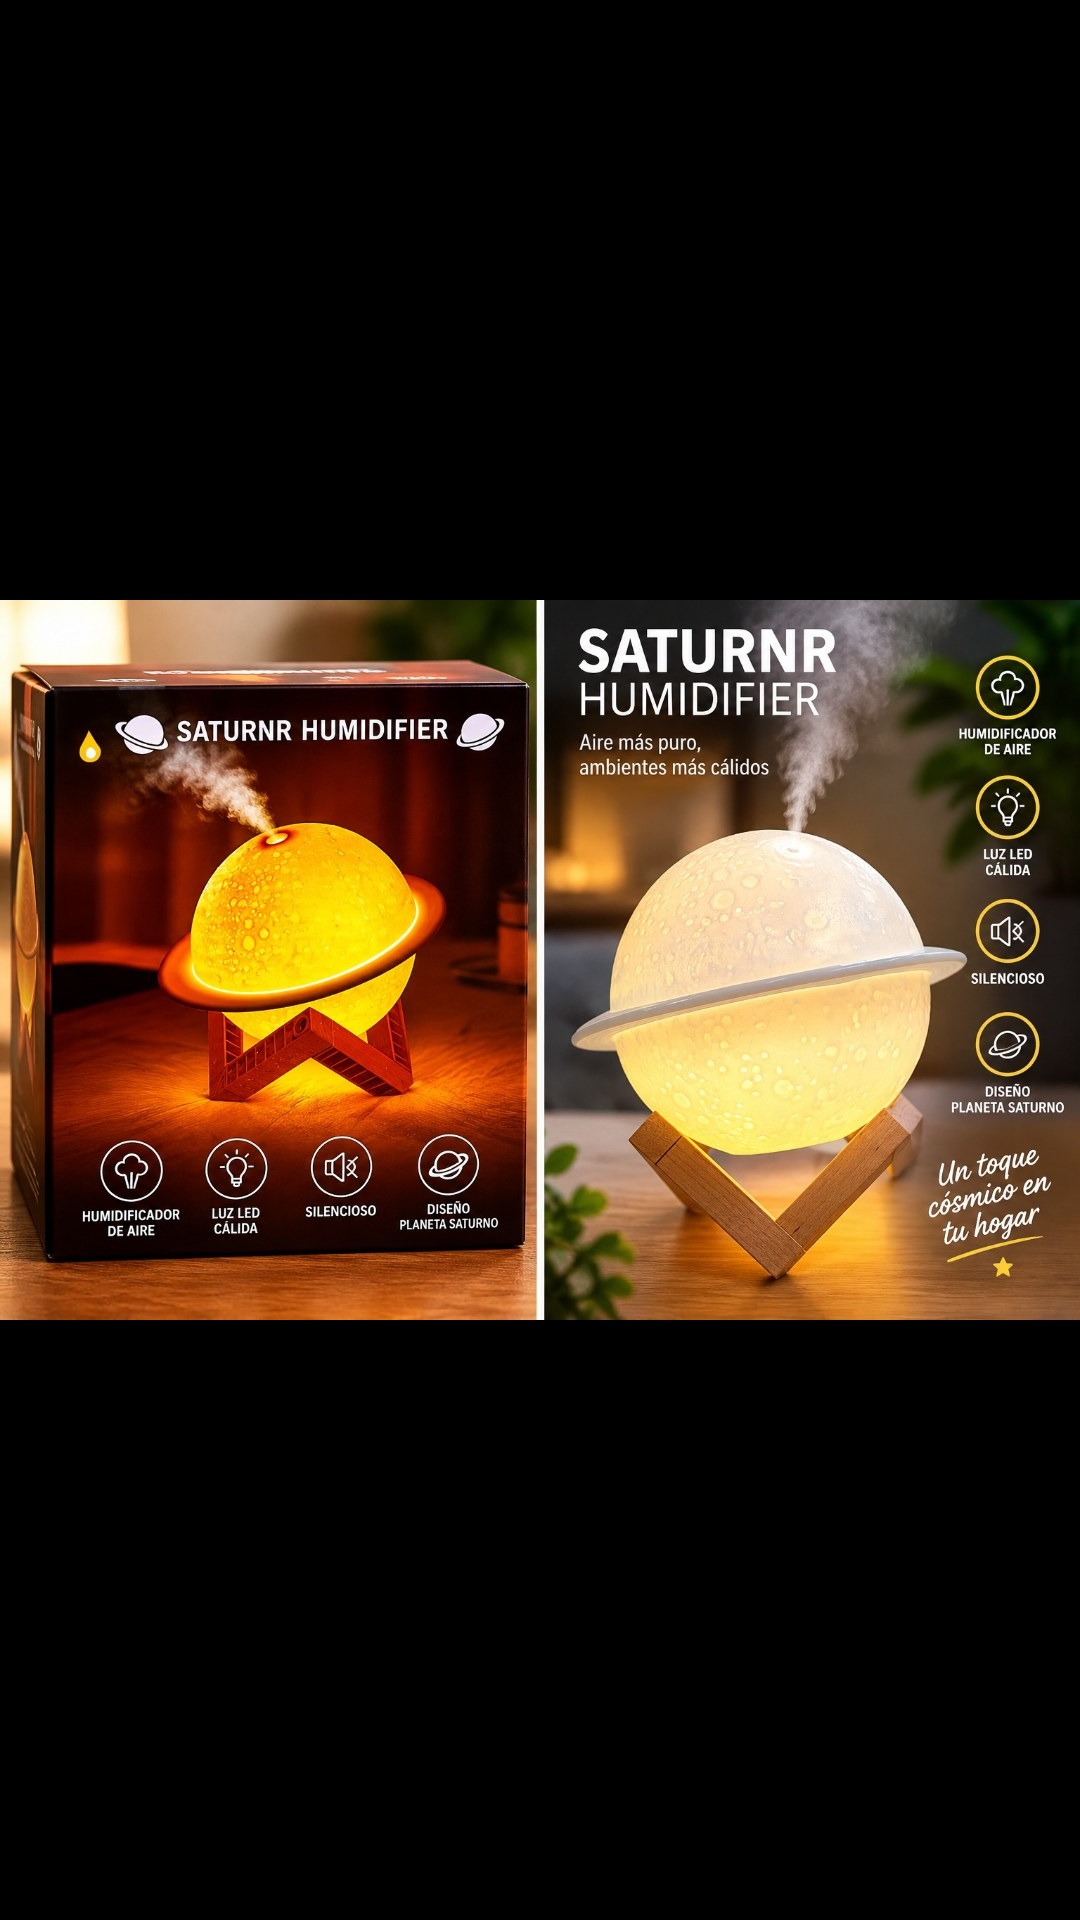 SATURNR HUMIDIFIER
HUMIDIFICADOR
DE AIRE
LUZ LED
CÁLIDA
SILENCIOSO
DISEÑO
PLANETA SATURNO
SATURNR
HUMIDIFIER
Aire más puro,
ambientes más cálidos
HUMIDIFICADOR
DE AIRE
LUZ LED
CÁLIDA
SILENCIOSO
DISEÑO
PLANETA SATURNO
Un toque
cósmico en
tu hogar